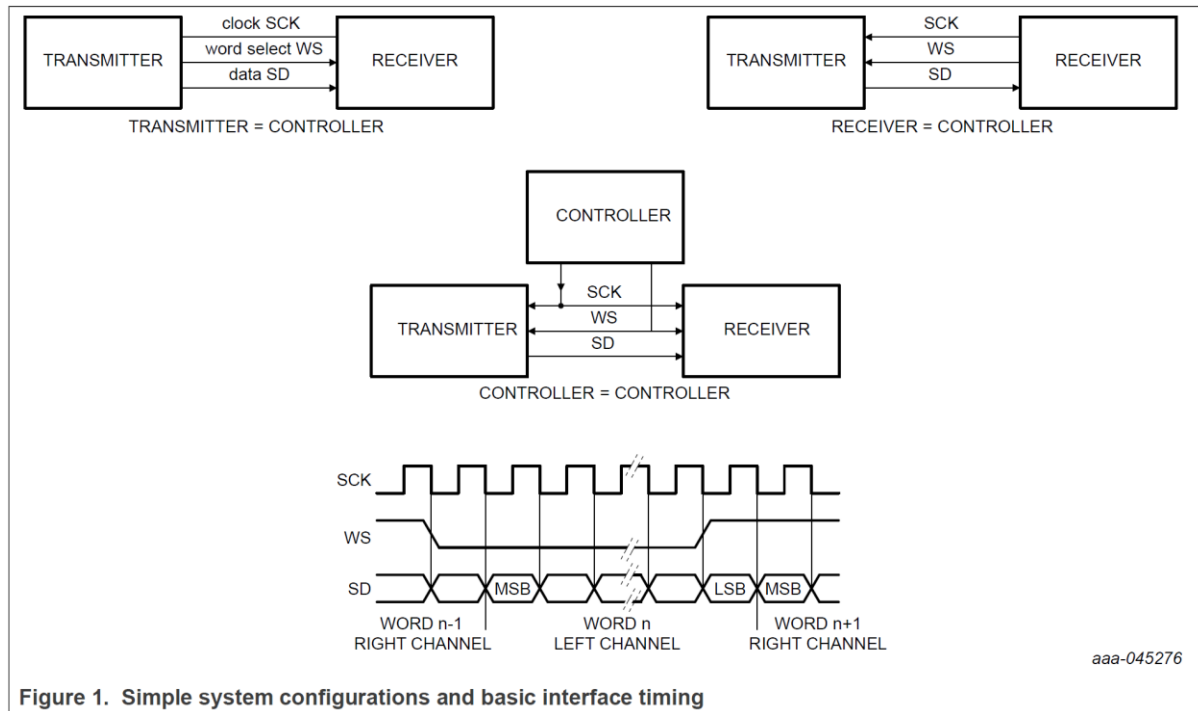 clock SCK
word select WS
data SD
TRANSMITTER
RECEIVER
TRANSMITTER = CONTROLLER
SCK
WS
SD
TRANSMITTER
RECEIVER
RECEIVER = CONTROLLER
CONTROLLER
SCK
WS
SD
TRANSMITTER
RECEIVER
CONTROLLER = CONTROLLER
SCK
WS
SD
MSB
LSB
MSB
WORD n-1
RIGHT CHANNEL
WORD n
LEFT CHANNEL
WORD n+1
RIGHT CHANNEL
aaa-045276
Figure 1. Simple system configurations and basic interface timing